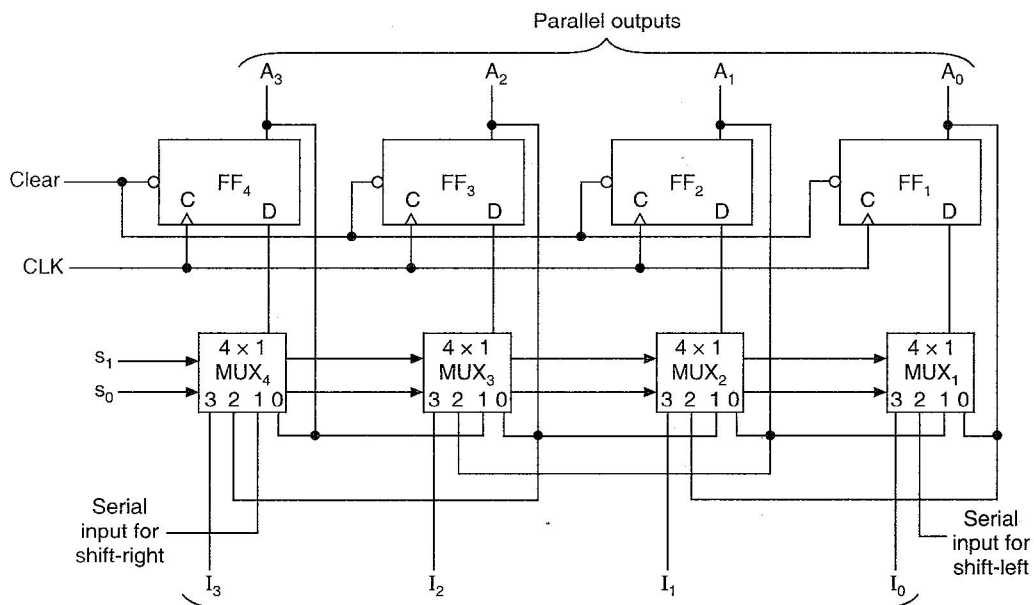 Parallel outputs
A₃ A₂ A₁ A₀
Clear
FF₄ FF₃ FF₂ FF₁
C D C D C D C D
CLK
s₁
s₀
4 × 1 4 × 1 4 × 1 4 × 1
MUX₄ MUX₃ MUX₂ MUX₁
3 2 1 0 3 2 1 0 3 2 1 0 3 2 1 0
Serial
input for
shift-right
Serial
input for
shift-left
I₃ I₂ I₁ I₀